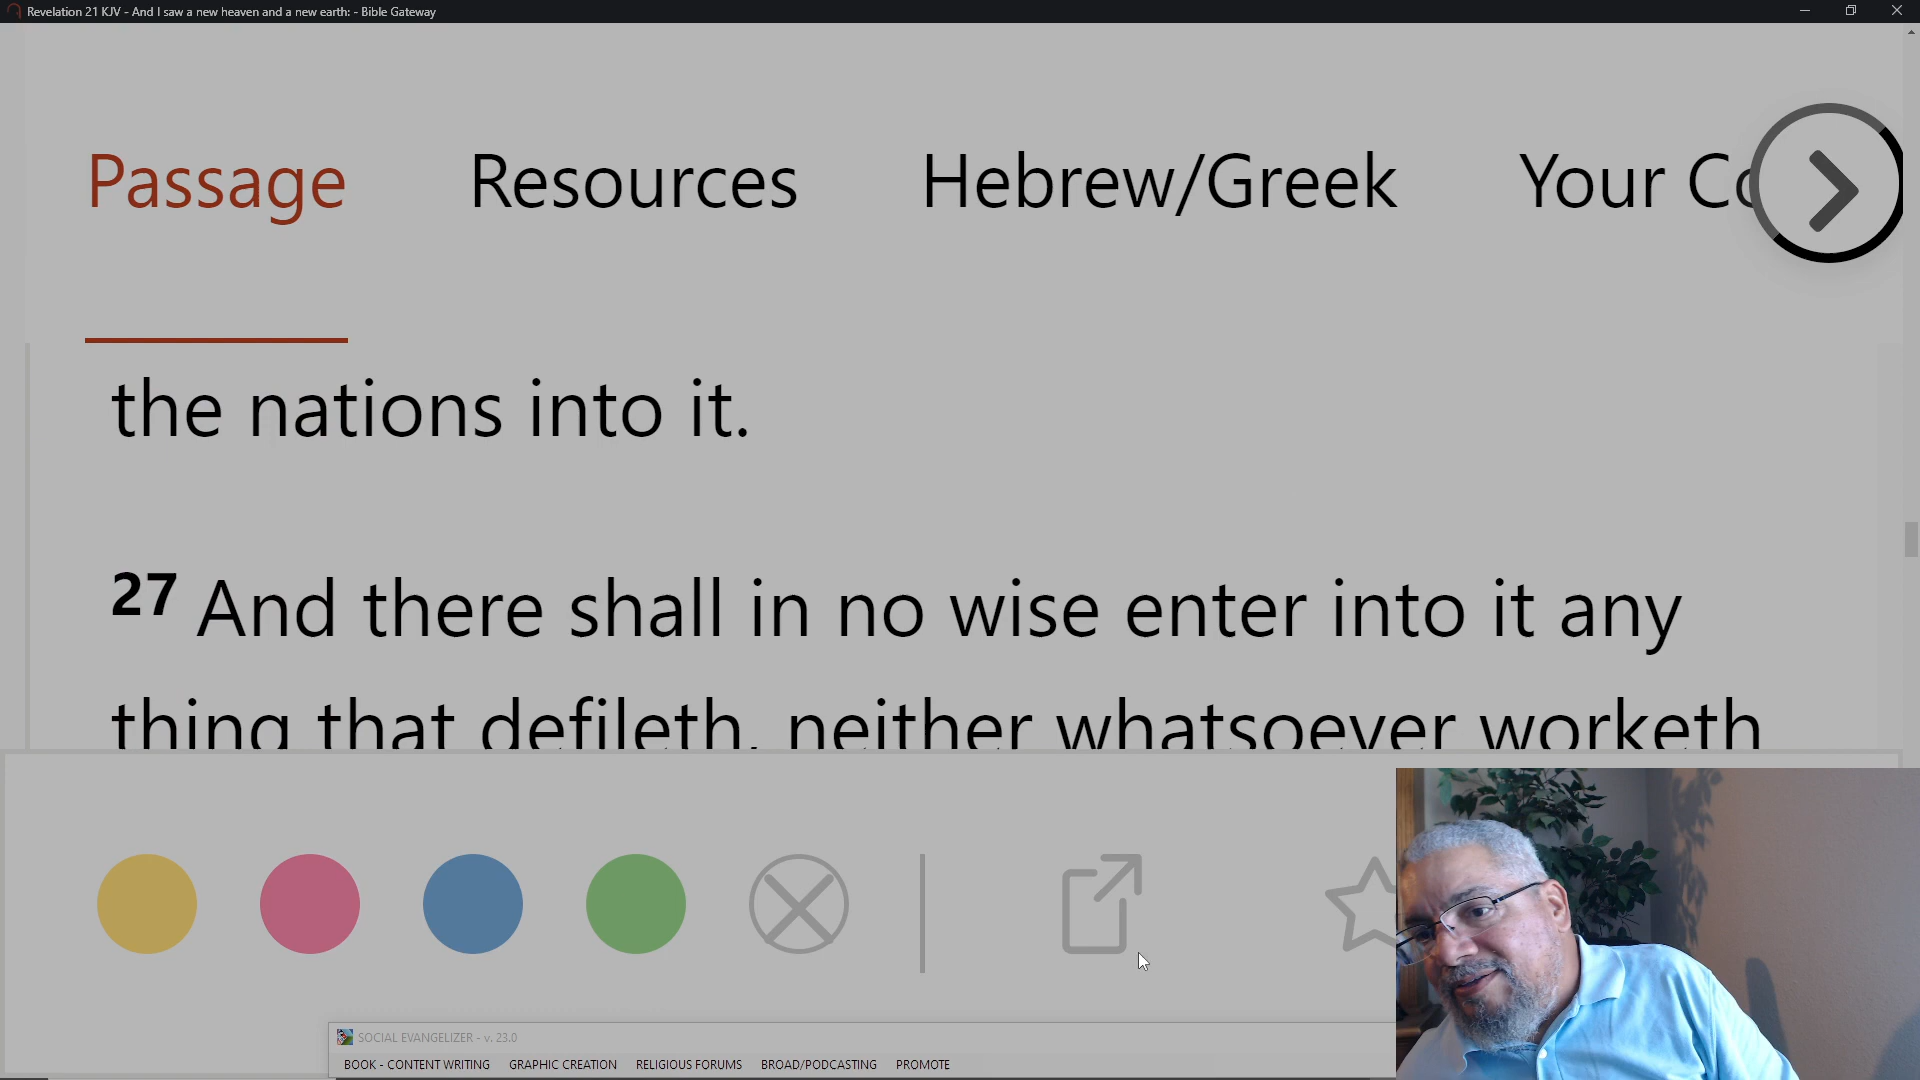 Revelation 21 KJV - And I saw a new heaven and a new earth: - Bible Gateway
Passage Resources Hebrew/Greek Your
the nations into it.
27 And there shall in no wise enter into it any
thing that defileth, neither whatsoever worketh
SOCIAL EVANGELIZER - v. 23.0
BOOK - CONTENT WRITING GRAPHIC CREATION RELIGIOUS FORUMS BROAD/PODCASTING PROMOTE